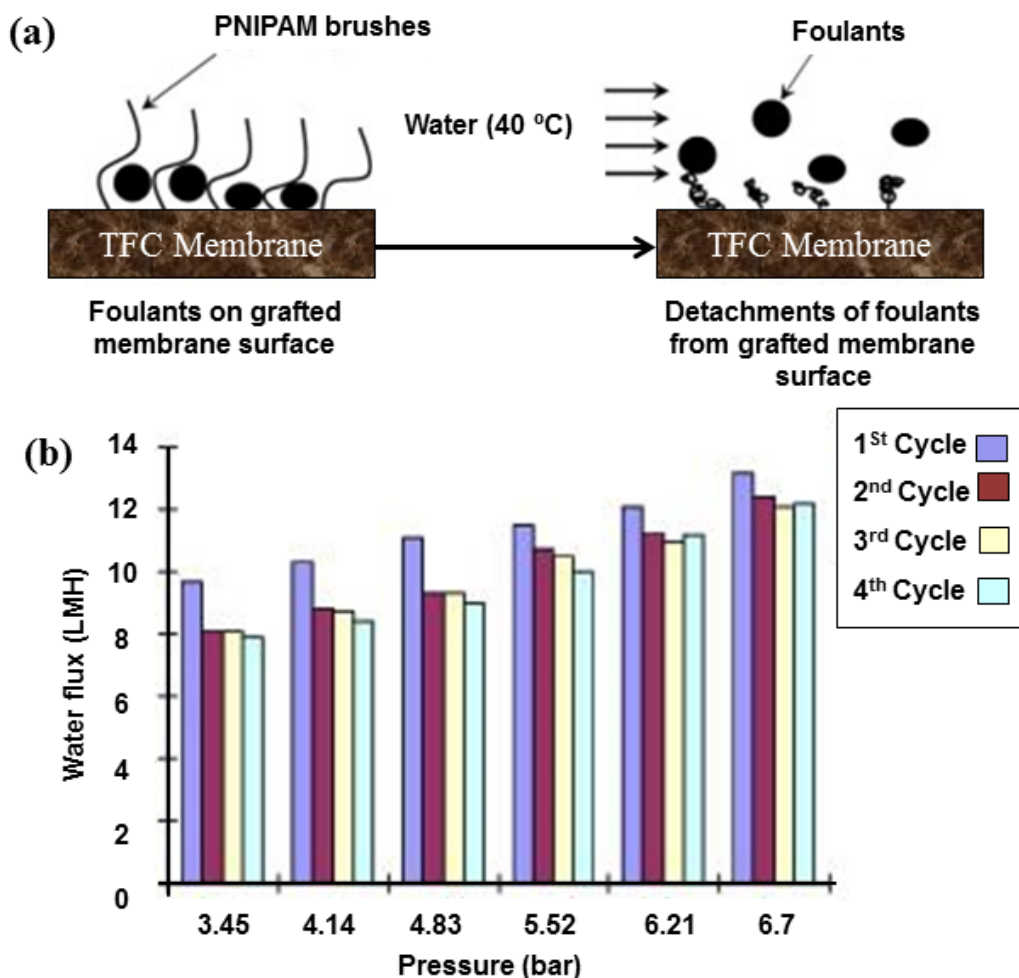 (a)
PNIPAM brushes
Foulants
Water (40 ºC)
TFC Membrane
TFC Membrane
Foulants on grafted
membrane surface
Detachments of foulants
from grafted membrane
surface
(b)
14
12
10
8
6
4
2
0
Water flux (LMH)
3.45
4.14
4.83
5.52
6.21
6.7
Pressure (bar)
1St Cycle
2nd Cycle
3rd Cycle
4th Cycle